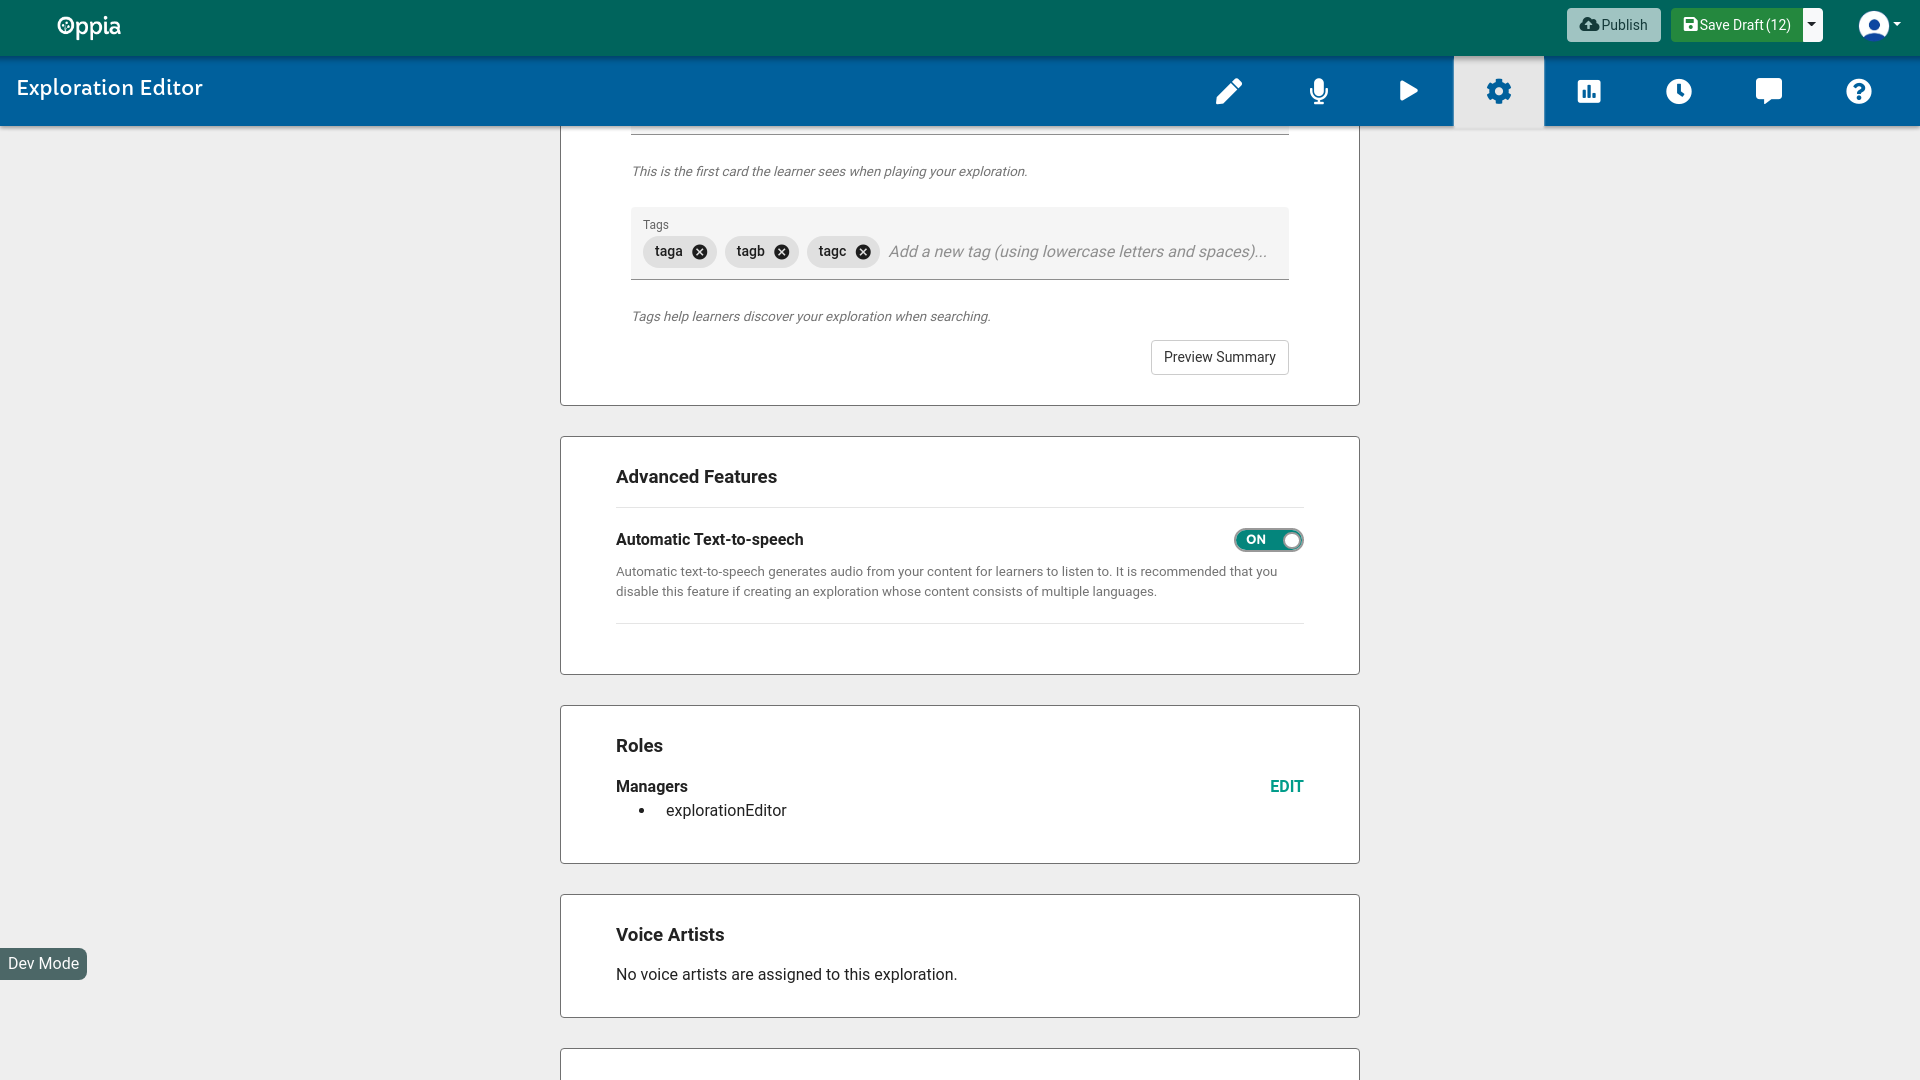 Oppia
Publish
Save Draft (12)
Exploration Editor
This is the first card the learner sees when playing your exploration.
Tags
taga
tagb
tagc
Add a new tag (using lowercase letters and spaces)...
Tags help learners discover your exploration when searching.
Preview Summary
Advanced Features
Automatic Text-to-speech
ON
Automatic text-to-speech generates audio from your content for learners to listen to. It is recommended that you
disable this feature if creating an exploration whose content consists of multiple languages.
Roles
Managers
EDIT
explorationEditor
Voice Artists
No voice artists are assigned to this exploration.
Dev Mode